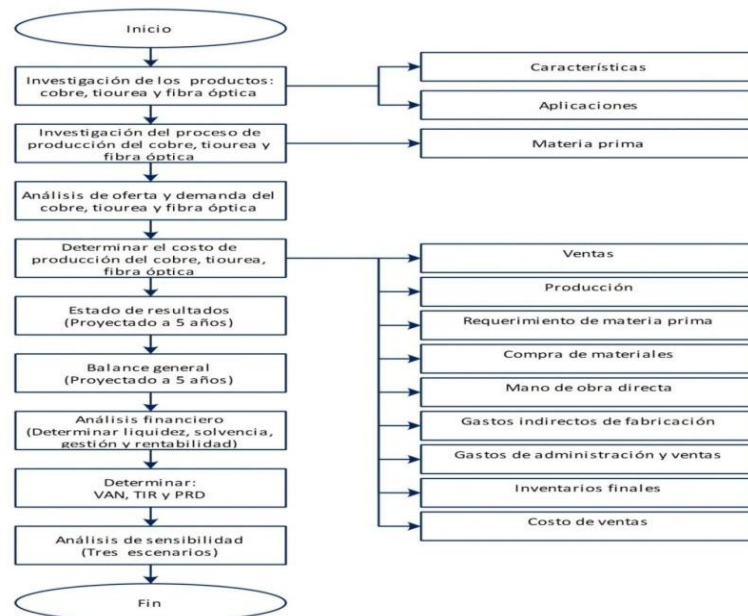 Inicio
Investigación de los productos:
cobre, tiourea y fibra óptica
Características
Aplicaciones
Investigación del proceso de
producción del cobre, tiourea y
fibra óptica
Materia prima
Análisis de oferta y demanda del
cobre, tiourea y fibra óptica
Determinar el costo de
producción del cobre, tiourea,
fibra óptica
Ventas
Producción
Requerimiento de materia prima
Compra de materiales
Mano de obra directa
Gastos indirectos de fabricación
Gastos de administración y ventas
Inventarios finales
Costo de ventas
Estado de resultados
(Proyectado a 5 años)
Balance general
(Proyectado a 5 años)
Análisis financiero
(Determinar liquidez, solvencia,
gestión y rentabilidad)
Determinar:
VAN, TIR y PRD
Análisis de sensibilidad
(Tres escenarios)
Fin